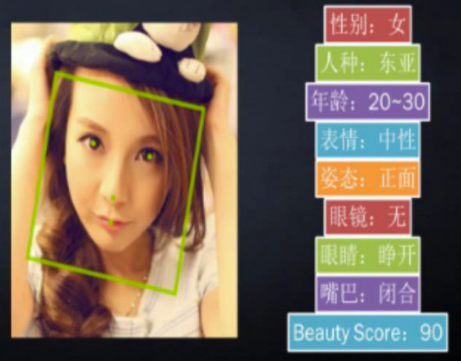 性别：女
人种：东亚
年龄：20~30
表情：中性
姿态：正面
眼镜：无
眼睛：睁开
嘴巴：闭合
Beauty Score：90